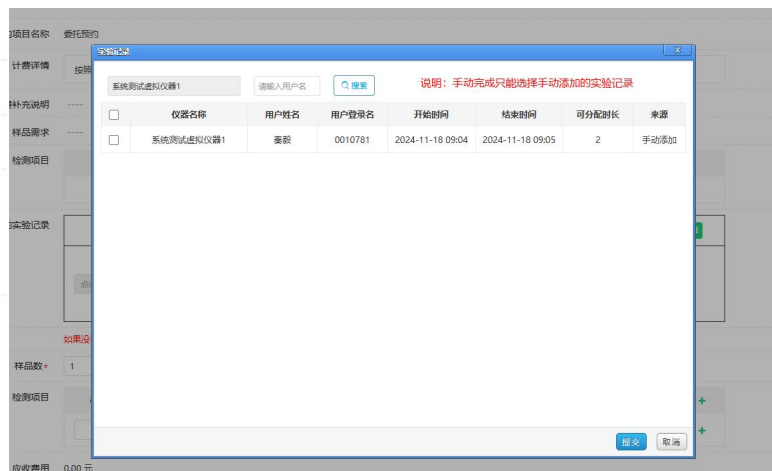 项目名称 委托预约
实验记录 X
计费详情 按照
系统测试虚拟仪器1 请输入用户名 搜索 说明：手动完成只能选择手动添加的实验记录
补充说明 ----
仪器名称 用户姓名 用户登录名 开始时间 结束时间 可分配时长 来源
样品需求 ----
系统测试虚拟仪器1 秦毅 0010781 2024-11-18 09:04 2024-11-18 09:05 2 手动添加
检测项目
实验记录
如果没
样品数* 1
检测项目 +
+
提交 取消
应收费用 0.00 元